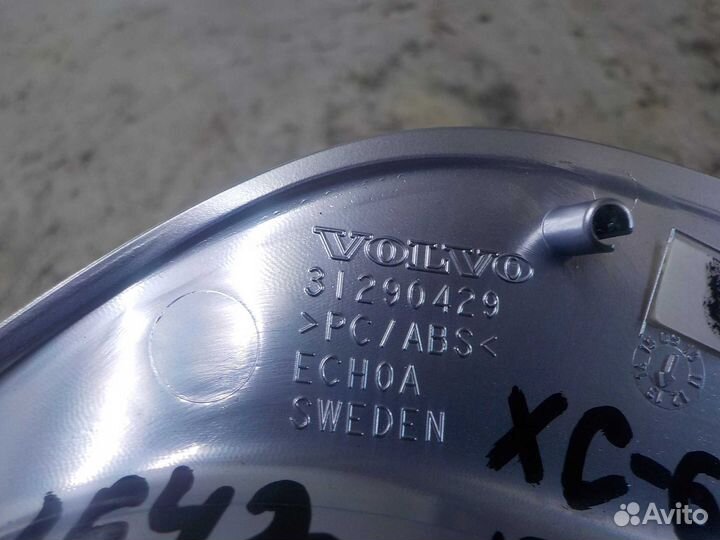 VOLVO
31290429
>PC/ABS<
ECHOA
SWEDEN
XC-6
Avito